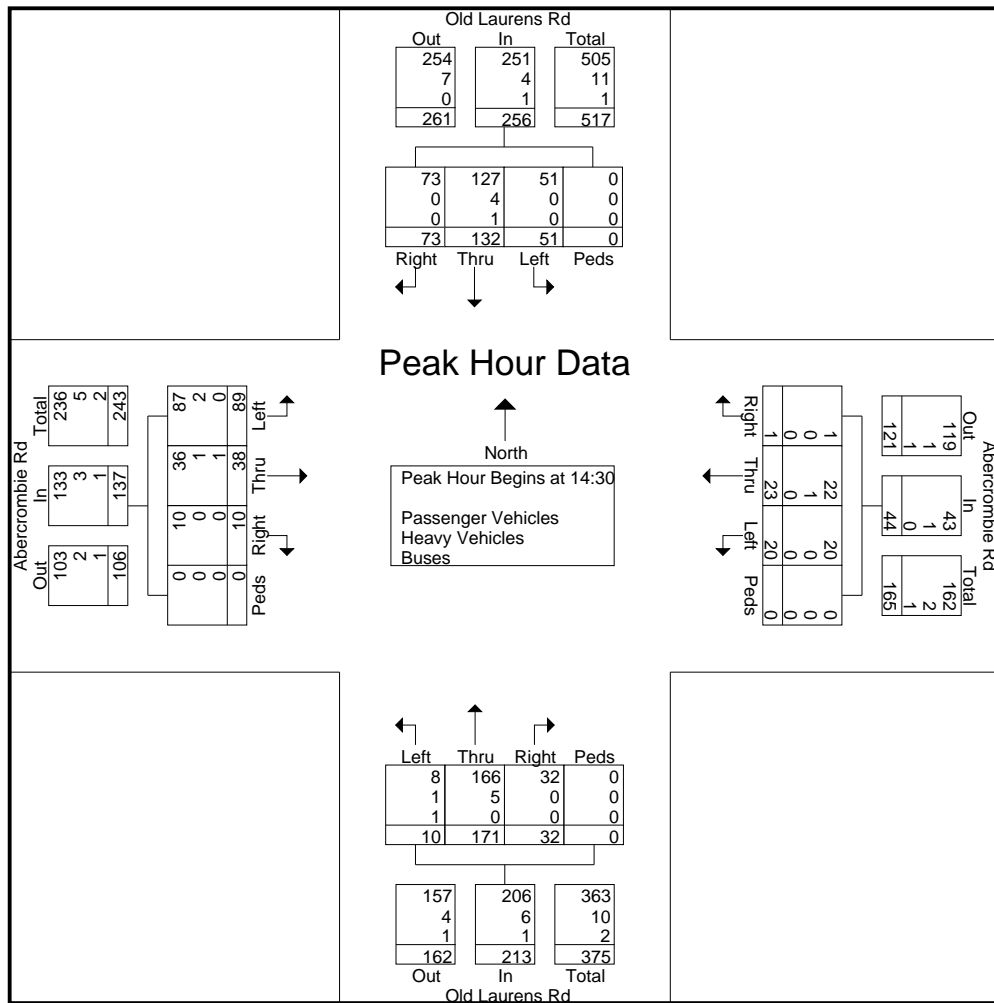 Old Laurens Rd
Out In Total
254 251 505
7 4 11
0 1 1
261 256 517
73 127 51 0
0 4 0 0
0 1 0 0
73 132 51 0
Right Thru Left Peds
Peak Hour Data
North
Peak Hour Begins at 14:30
Passenger Vehicles
Heavy Vehicles
Buses
Abercrombie Rd
Out In Total
103 133 236
2 3 5
1 1 2
106 137 243
0 10 36 87
0 0 1 2
0 0 1 0
0 10 38 89
Peds Right Thru Left
Abercrombie Rd
Out In Total
119 43 162
1 1 2
1 0 1
121 44 165
1 22 20 0
0 1 0 0
0 0 0 0
1 23 20 0
Right Thru Left Peds
Left Thru Right Peds
8 166 32 0
1 5 0 0
1 0 0 0
10 171 32 0
157 206 363
4 6 10
1 1 2
162 213 375
Out In Total
Old Laurens Rd